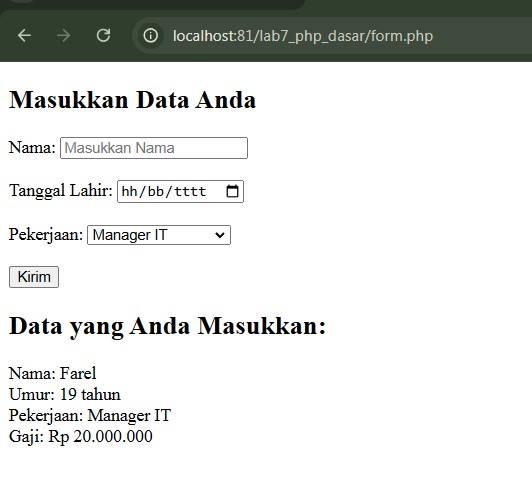 localhost:81/lab7_php_dasar/form.php
Masukkan Data Anda
Nama: Masukkan Nama
Tanggal Lahir: hh/bb/tttt
Pekerjaan: Manager IT
Kirim
Data yang Anda Masukkan:
Nama: Farel
Umur: 19 tahun
Pekerjaan: Manager IT
Gaji: Rp 20.000.000